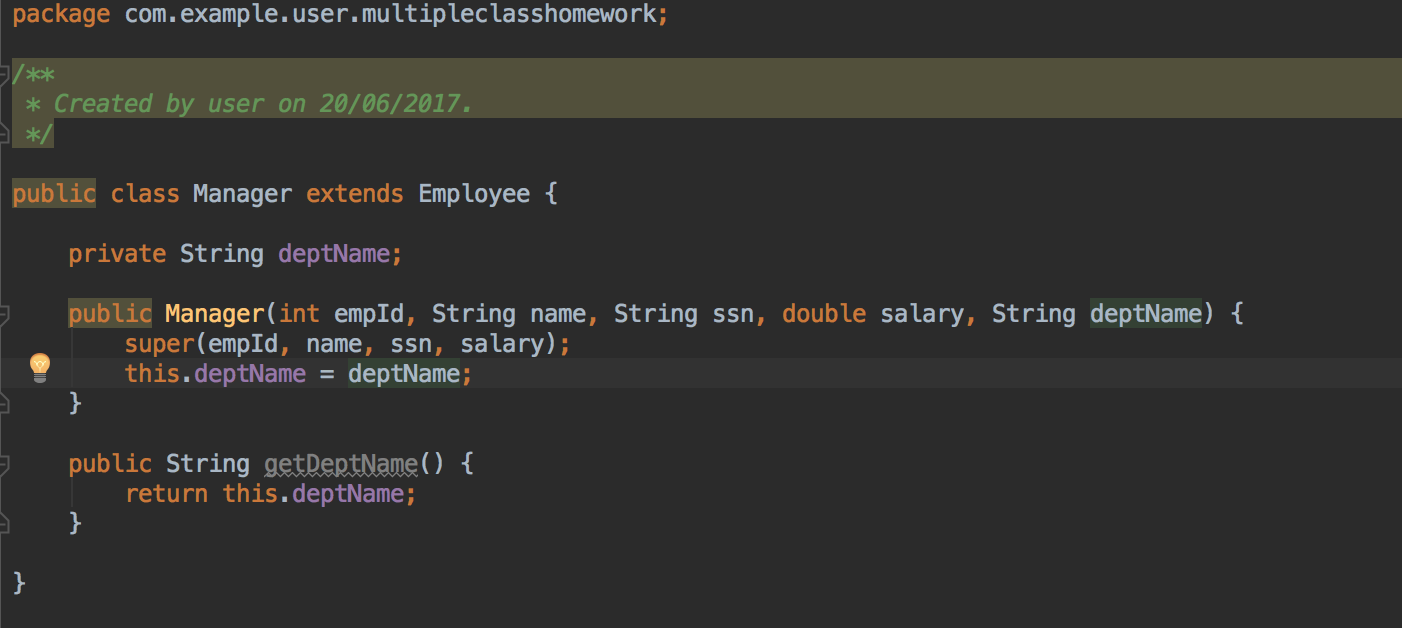 package com.example.user.multipleclasshomework;
/**
 * Created by user on 20/06/2017.
 */
public class Manager extends Employee {
    private String deptName;
    public Manager(int empId, String name, String ssn, double salary, String deptName) {
        super(empId, name, ssn, salary);
        this.deptName = deptName;
    }
    public String getDeptName() {
        return this.deptName;
    }
}